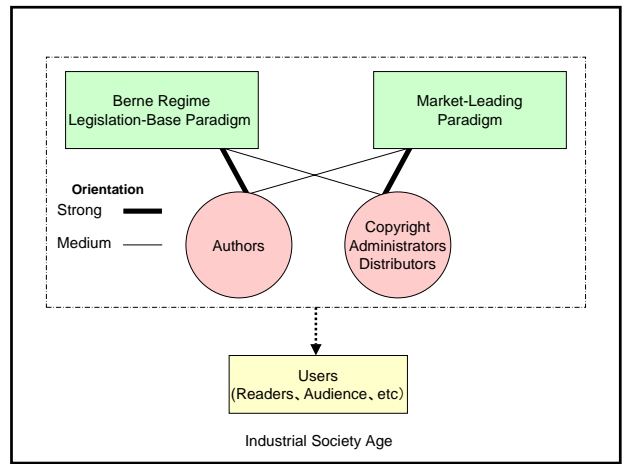 Berne Regime
Legislation-Base Paradigm
Market-Leading
Paradigm
Orientation
Strong
Medium
Authors
Copyright
Administrators
Distributors
Users
(Readers、Audience、etc）
Industrial Society Age